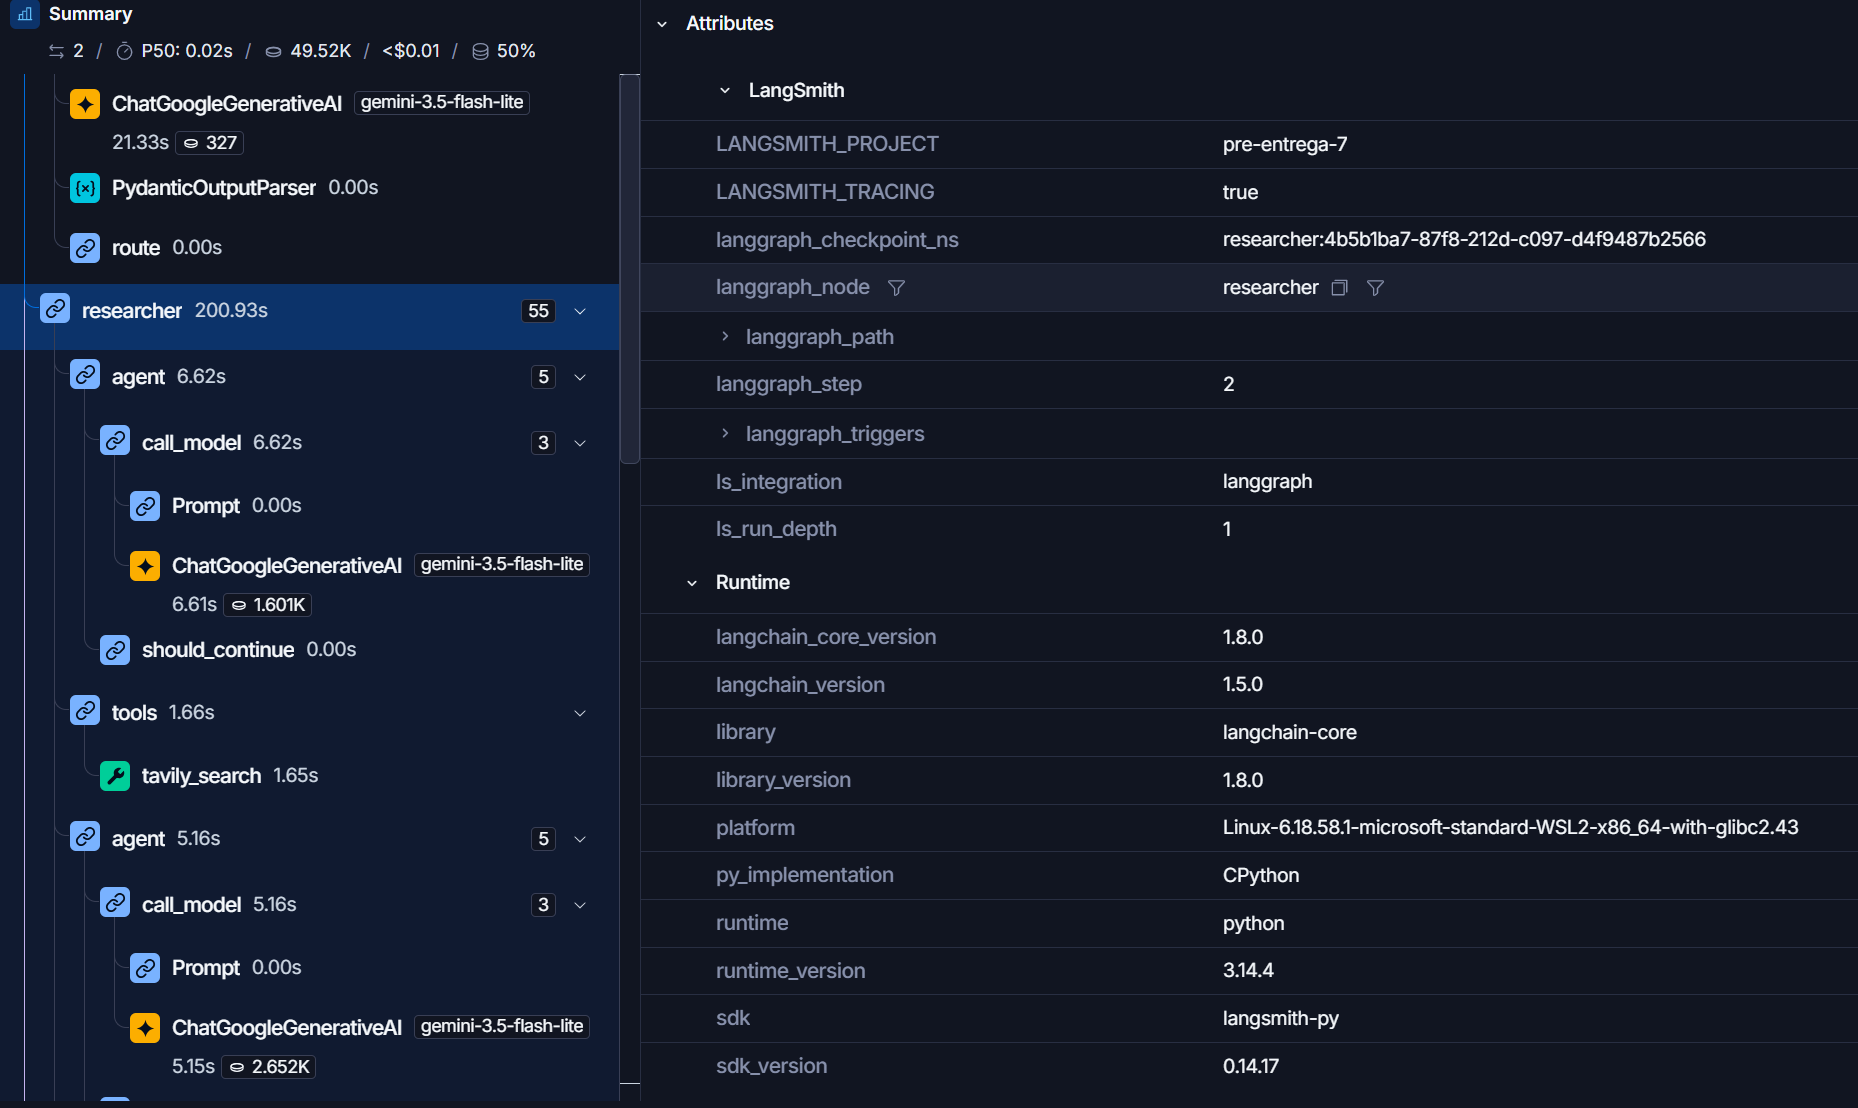 Summary
2 / P50: 0.02s / 49.52K / <$0.01 / 50%
ChatGoogleGenerativeAI gemini-3.5-flash-lite
21.33s 327
PydanticOutputParser 0.00s
route 0.00s
researcher 200.93s 55
agent 6.62s 5
call_model 6.62s 3
Prompt 0.00s
ChatGoogleGenerativeAI gemini-3.5-flash-lite
6.61s 1.601K
should_continue 0.00s
tools 1.66s
tavily_search 1.65s
agent 5.16s 5
call_model 5.16s 3
Prompt 0.00s
ChatGoogleGenerativeAI gemini-3.5-flash-lite
5.15s 2.652K
Attributes
LangSmith
LANGSMITH_PROJECT pre-entrega-7
LANGSMITH_TRACING true
langgraph_checkpoint_ns researcher:4b5b1ba7-87f8-212d-c097-d4f9487b2566
langgraph_node researcher
langgraph_path
langgraph_step 2
langgraph_triggers
ls_integration langgraph
ls_run_depth 1
Runtime
langchain_core_version 1.8.0
langchain_version 1.5.0
library langchain-core
library_version 1.8.0
platform Linux-6.18.58.1-microsoft-standard-WSL2-x86_64-with-glibc2.43
py_implementation CPython
runtime python
runtime_version 3.14.4
sdk langsmith-py
sdk_version 0.14.17